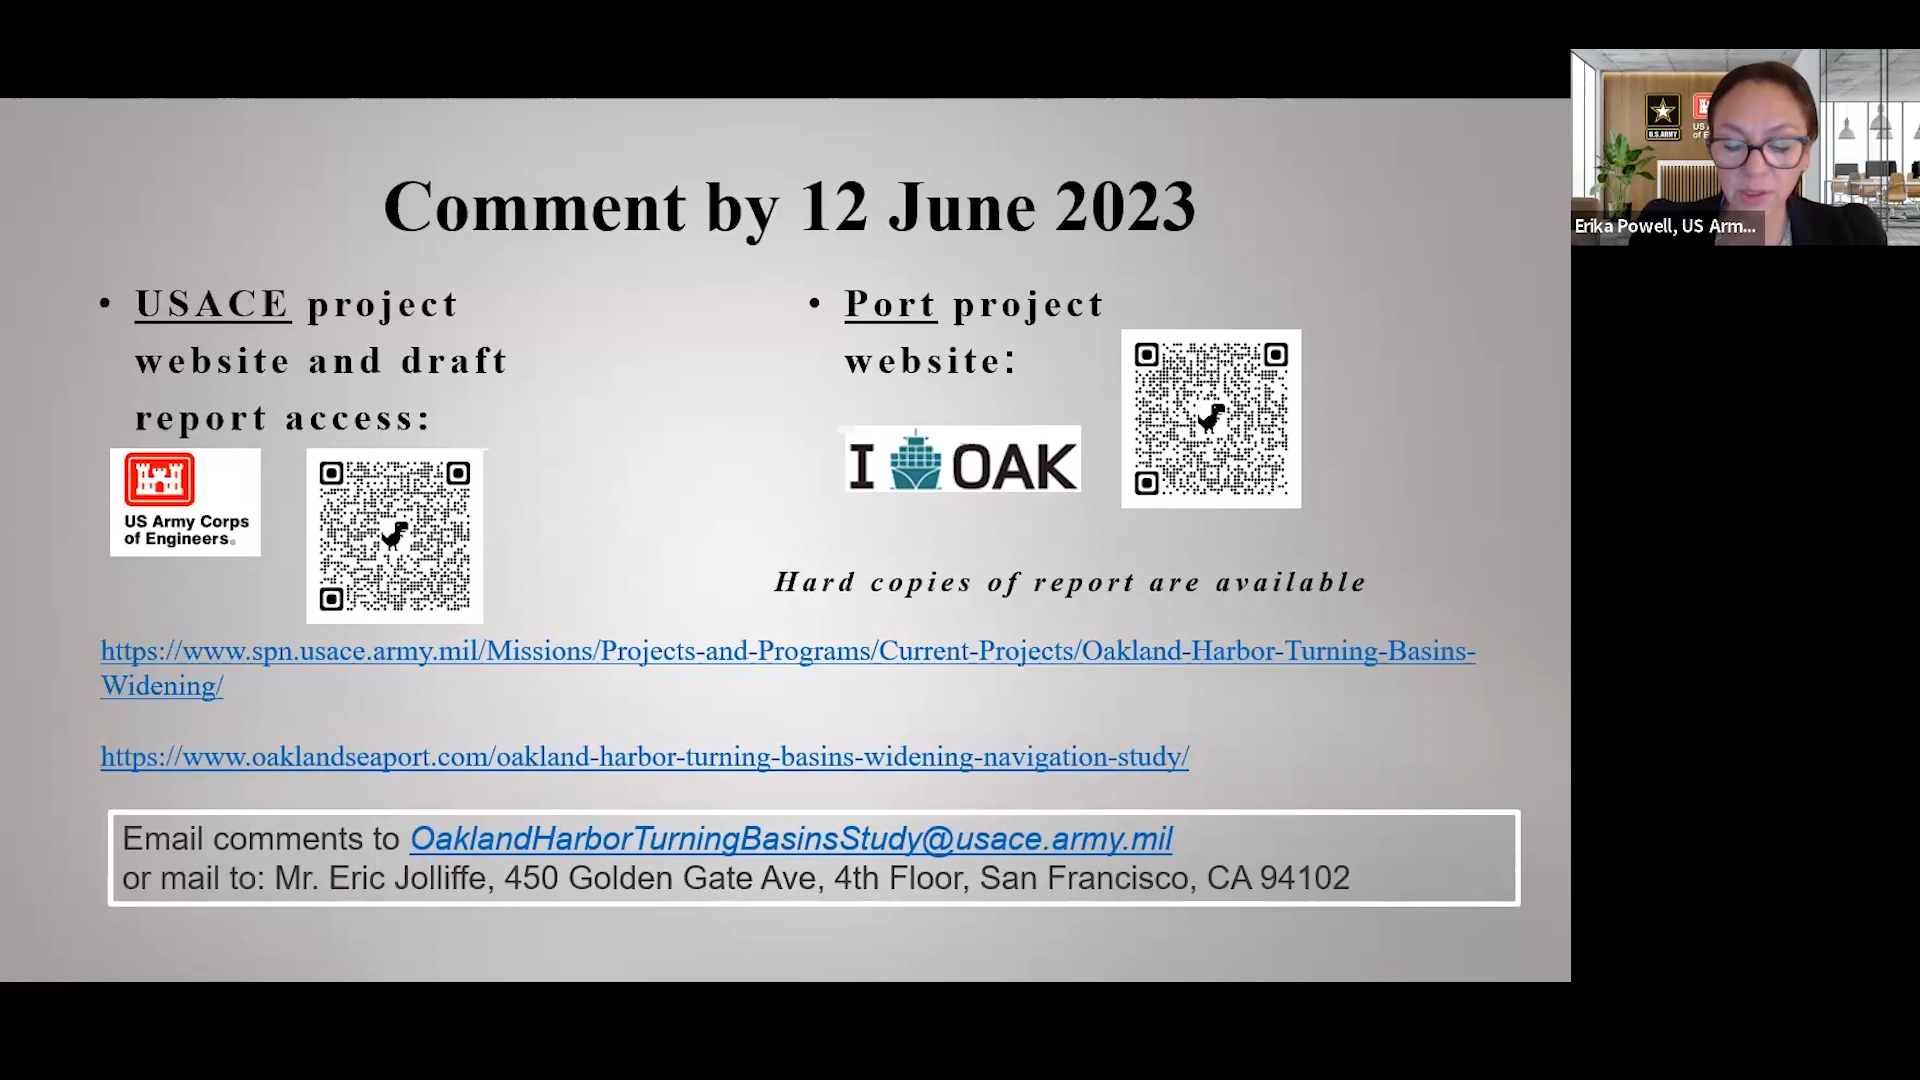 Comment by 12 June 2023
• USACE project
website and draft
report access:
US Army Corps
of Engineers®
• Port project
website:
I OAK
Hard copies of report are available
https://www.spn.usace.army.mil/Missions/Projects-and-Programs/Current-Projects/Oakland-Harbor-Turning-Basins-
Widening/
https://www.oaklandseaport.com/oakland-harbor-turning-basins-widening-navigation-study/
Email comments to OaklandHarborTurningBasinsStudy@usace.army.mil
or mail to: Mr. Eric Jolliffe, 450 Golden Gate Ave, 4th Floor, San Francisco, CA 94102
U.S. ARMY
US
of E
Erika Powell, US Arm...